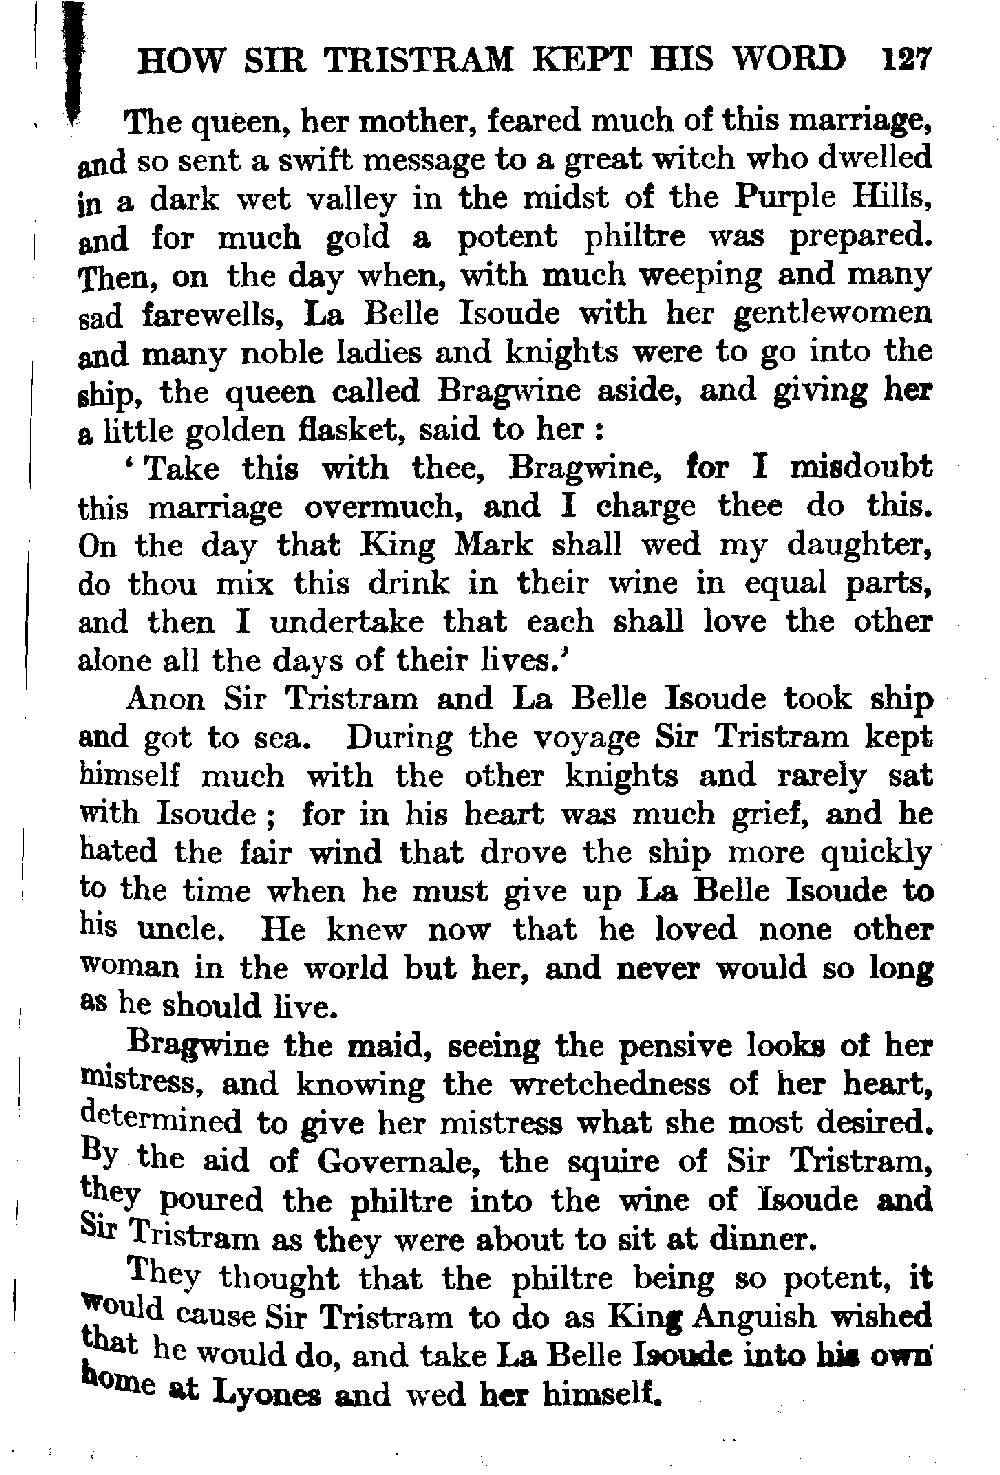 HOW SIR TRISTRAM KEPT HIS WORD 127
The queen, her mother, feared much of this marriage,
and so sent a swift message to a great witch who dwelled
in a dark wet valley in the midst of the Purple Hills,
and for much gold a potent philtre was prepared.
Then, on the day when, with much weeping and many
sad farewells, La Belle Isoude with her gentlewomen
and many noble ladies and knights were to go into the
ship, the queen called Bragwine aside, and giving her
a little golden flasket, said to her :
‘ Take this with thee, Bragwine, for I misdoubt
this marriage overmuch, and I charge thee do this.
On the day that King Mark shall wed my daughter,
do thou mix this drink in their wine in equal parts,
and then I undertake that each shall love the other
alone all the days of their lives.’
Anon Sir Tristram and La Belle Isoude took ship
and got to sea. During the voyage Sir Tristram kept
himself much with the other knights and rarely sat
with Isoude ; for in his heart was much grief, and he
hated the fair wind that drove the ship more quickly
to the time when he must give up La Belle Isoude to
his uncle. He knew now that he loved none other
woman in the world but her, and never would so long
as he should live.
Bragwine the maid, seeing the pensive looks of her
mistress, and knowing the wretchedness of her heart,
determined to give her mistress what she most desired.
By the aid of Governale, the squire of Sir Tristram,
they poured the philtre into the wine of Isoude and
Sir Tristram as they were about to sit at dinner.
They thought that the philtre being so potent, it
would cause Sir Tristram to do as King Anguish wished
that he would do, and take La Belle Isoude into his own
home at Lyones and wed her himself.